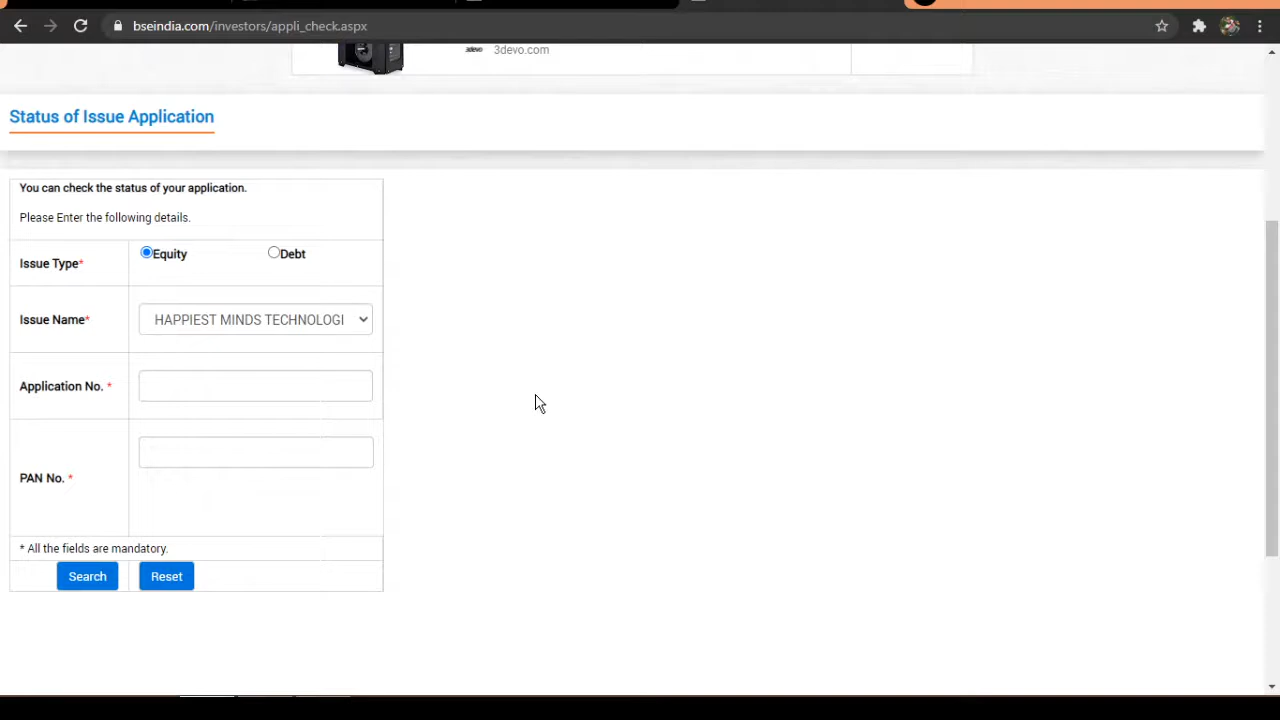 bseindia.com/investors/appli_check.aspx
3devo.com
Status of Issue Application
You can check the status of your application.
Please Enter the following details.
Issue Type* Equity Debt
Issue Name* HAPPIEST MINDS TECHNOLOGI
Application No. *
PAN No. *
* All the fields are mandatory.
Search Reset